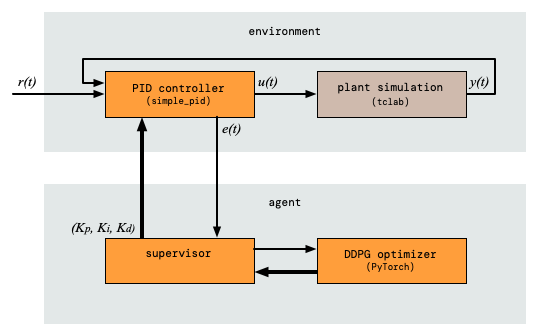 environment
r(t)
PID controller
(simple_pid)
u(t)
plant simulation
(tclab)
y(t)
e(t)
agent
(Kp, Ki, Kd)
supervisor
DDPG optimizer
(PyTorch)